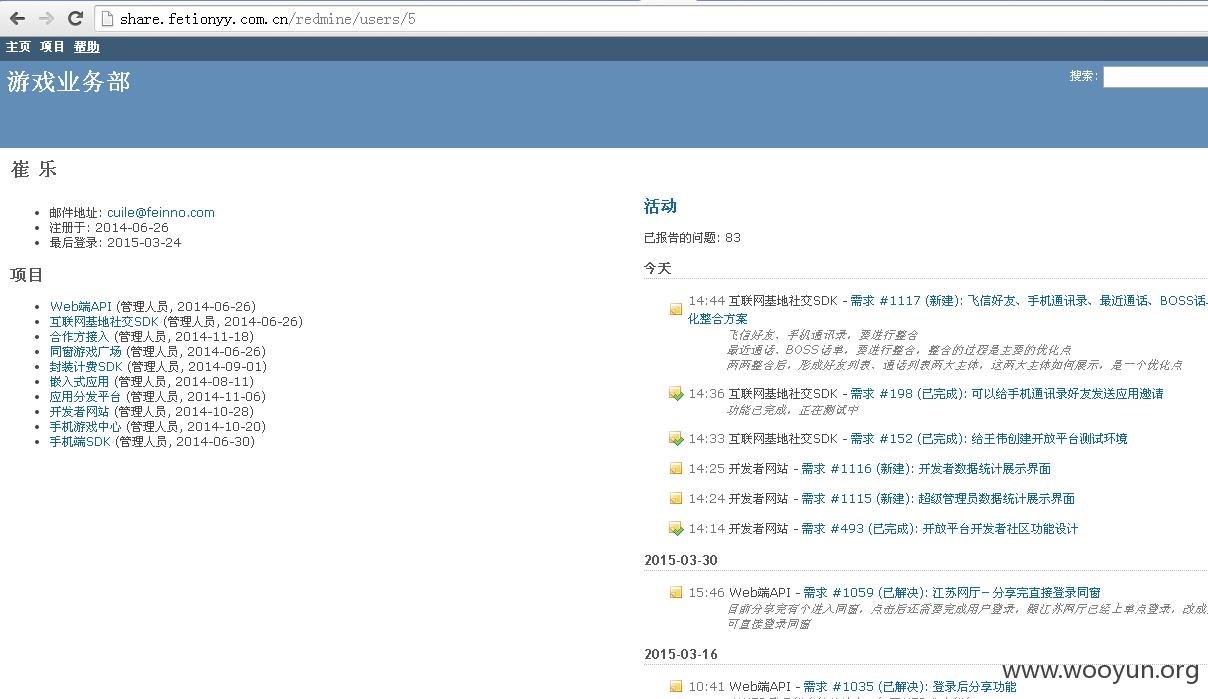 share.fetionyy.com.cn/redmine/users/5
主页 项目 帮助
游戏业务部
搜索:
崔 乐
邮件地址: cuile@feinno.com
注册于: 2014-06-26
最后登录: 2015-03-24
项目
Web端API (管理人员, 2014-06-26)
互联网基地社交SDK (管理人员, 2014-06-26)
合作方接入 (管理人员, 2014-11-18)
同窗游戏广场 (管理人员, 2014-06-26)
封装计费SDK (管理人员, 2014-09-01)
嵌入式应用 (管理人员, 2014-08-11)
应用分发平台 (管理人员, 2014-11-06)
开发者网站 (管理人员, 2014-10-28)
手机游戏中心 (管理人员, 2014-10-20)
手机端SDK (管理人员, 2014-06-30)
活动
已报告的问题: 83
今天
14:44 互联网基地社交SDK - 需求 #1117 (新建): 飞信好友、手机通讯录、最近通话、BOSS话
化整合方案
飞信好友、手机通讯录，要进行整合
最近通话、BOSS话单，要进行整合，整合的过程是主要的优化点
两两整合后，形成好友列表、通话列表两大主体，这两大主体如何展示，是一个优化点
14:36 互联网基地社交SDK - 需求 #198 (已完成): 可以给手机通讯录好友发送应用邀请
功能已完成，正在测试中
14:33 互联网基地社交SDK - 需求 #152 (已完成): 给王伟创建开放平台测试环境
14:25 开发者网站 - 需求 #1116 (新建): 开发者数据统计展示界面
14:24 开发者网站 - 需求 #1115 (新建): 超级管理员数据统计展示界面
14:14 开发者网站 - 需求 #493 (已完成): 开放平台开发者社区功能设计
2015-03-30
15:46 Web端API - 需求 #1059 (已解决): 江苏网厅－分享完直接登录同窗
目前分享完有个进入同窗，点击后还需要完成用户登录，跟江苏网厅已经上单点登录，改成
可直接登录同窗
2015-03-16
10:41 Web端API - 需求 #1035 (已解决): 登录后分享功能
www.wooyun.org